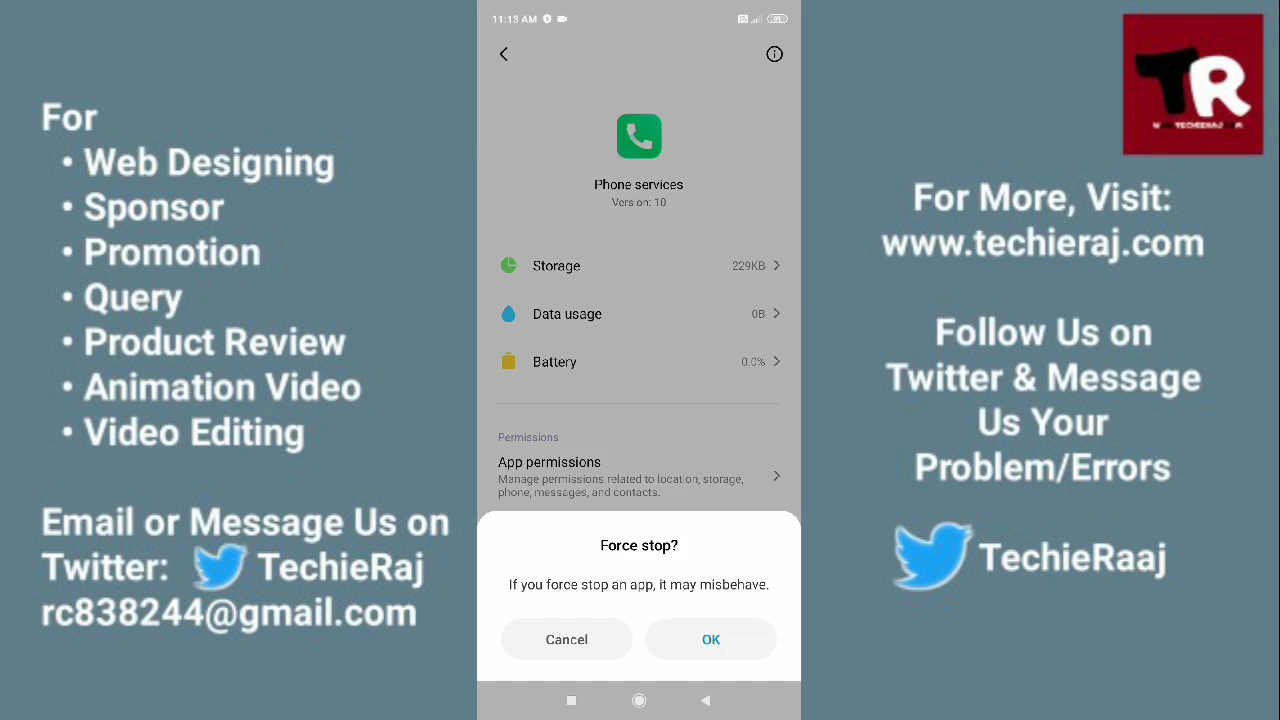 For
• Web Designing
• Sponsor
• Promotion
• Query
• Product Review
• Animation Video
• Video Editing
Email or Message Us on
Twitter: TechieRaj
rc838244@gmail.com
11:13 AM
Phone services
Version: 10
Storage 229KB
Data usage 0B
Battery 0.0%
Permissions
App permissions
Manage permissions related to location, storage,
phone, messages, and contacts.
Force stop?
If you force stop an app, it may misbehave.
Cancel OK
TR
For More, Visit:
www.techieraj.com
Follow Us on
Twitter & Message
Us Your
Problem/Errors
TechieRaaj